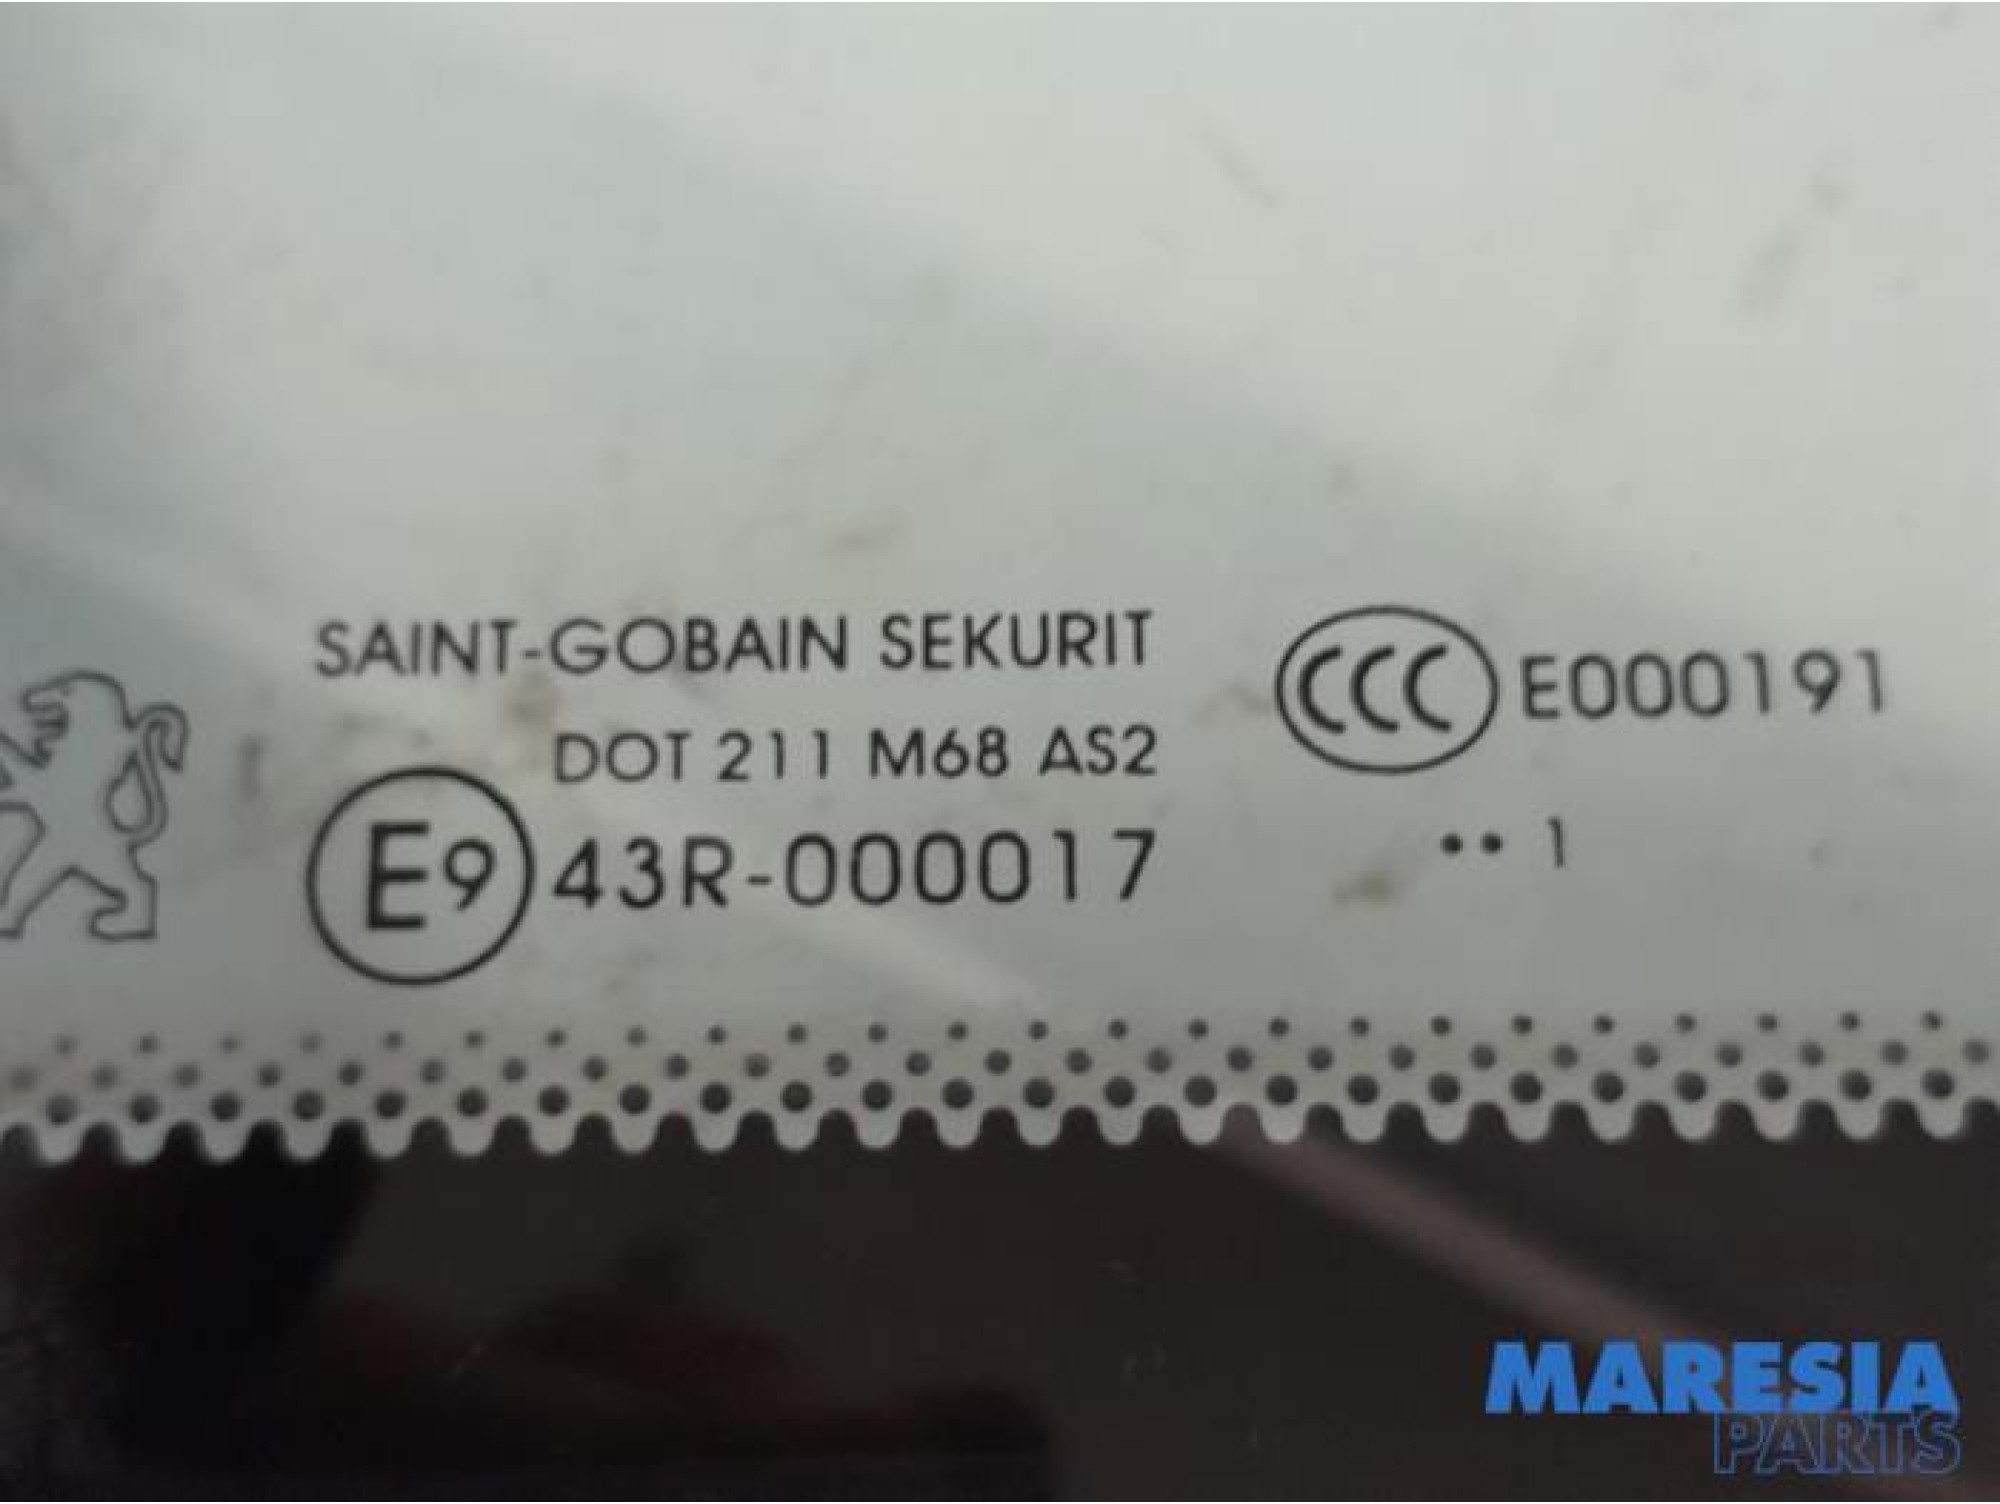 SAINT-GOBAIN SEKURIT
DOT 211 M68 AS2
E9 43R-000017
CCC E000191
•• 1
MARESIA
PARTS